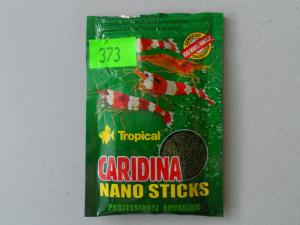 373
Tropical
CARIDINA
NANO STICKS
PROFESSIONAL AQUARIUM